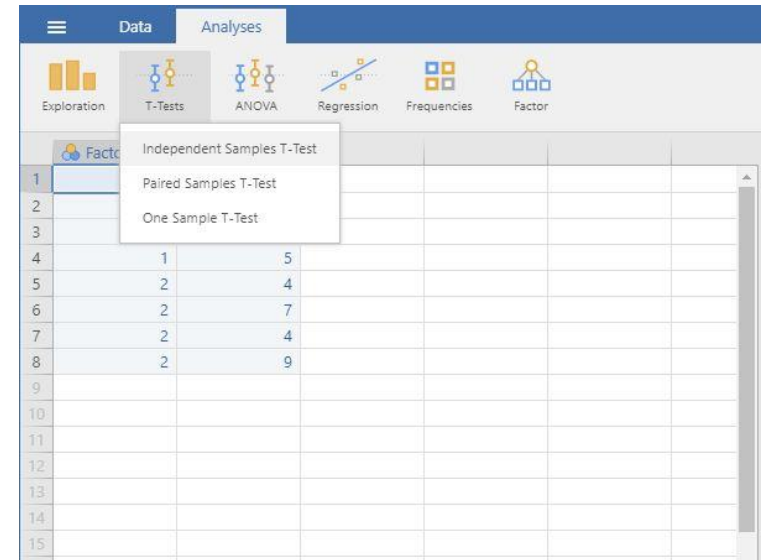 Data Analyses
Exploration T-Tests ANOVA Regression Frequencies Factor
Independent Samples T-Test
Paired Samples T-Test
One Sample T-Test
1
2
3
4 1 5
5 2 4
6 2 7
7 2 4
8 2 9
9
10
11
12
13
14
15